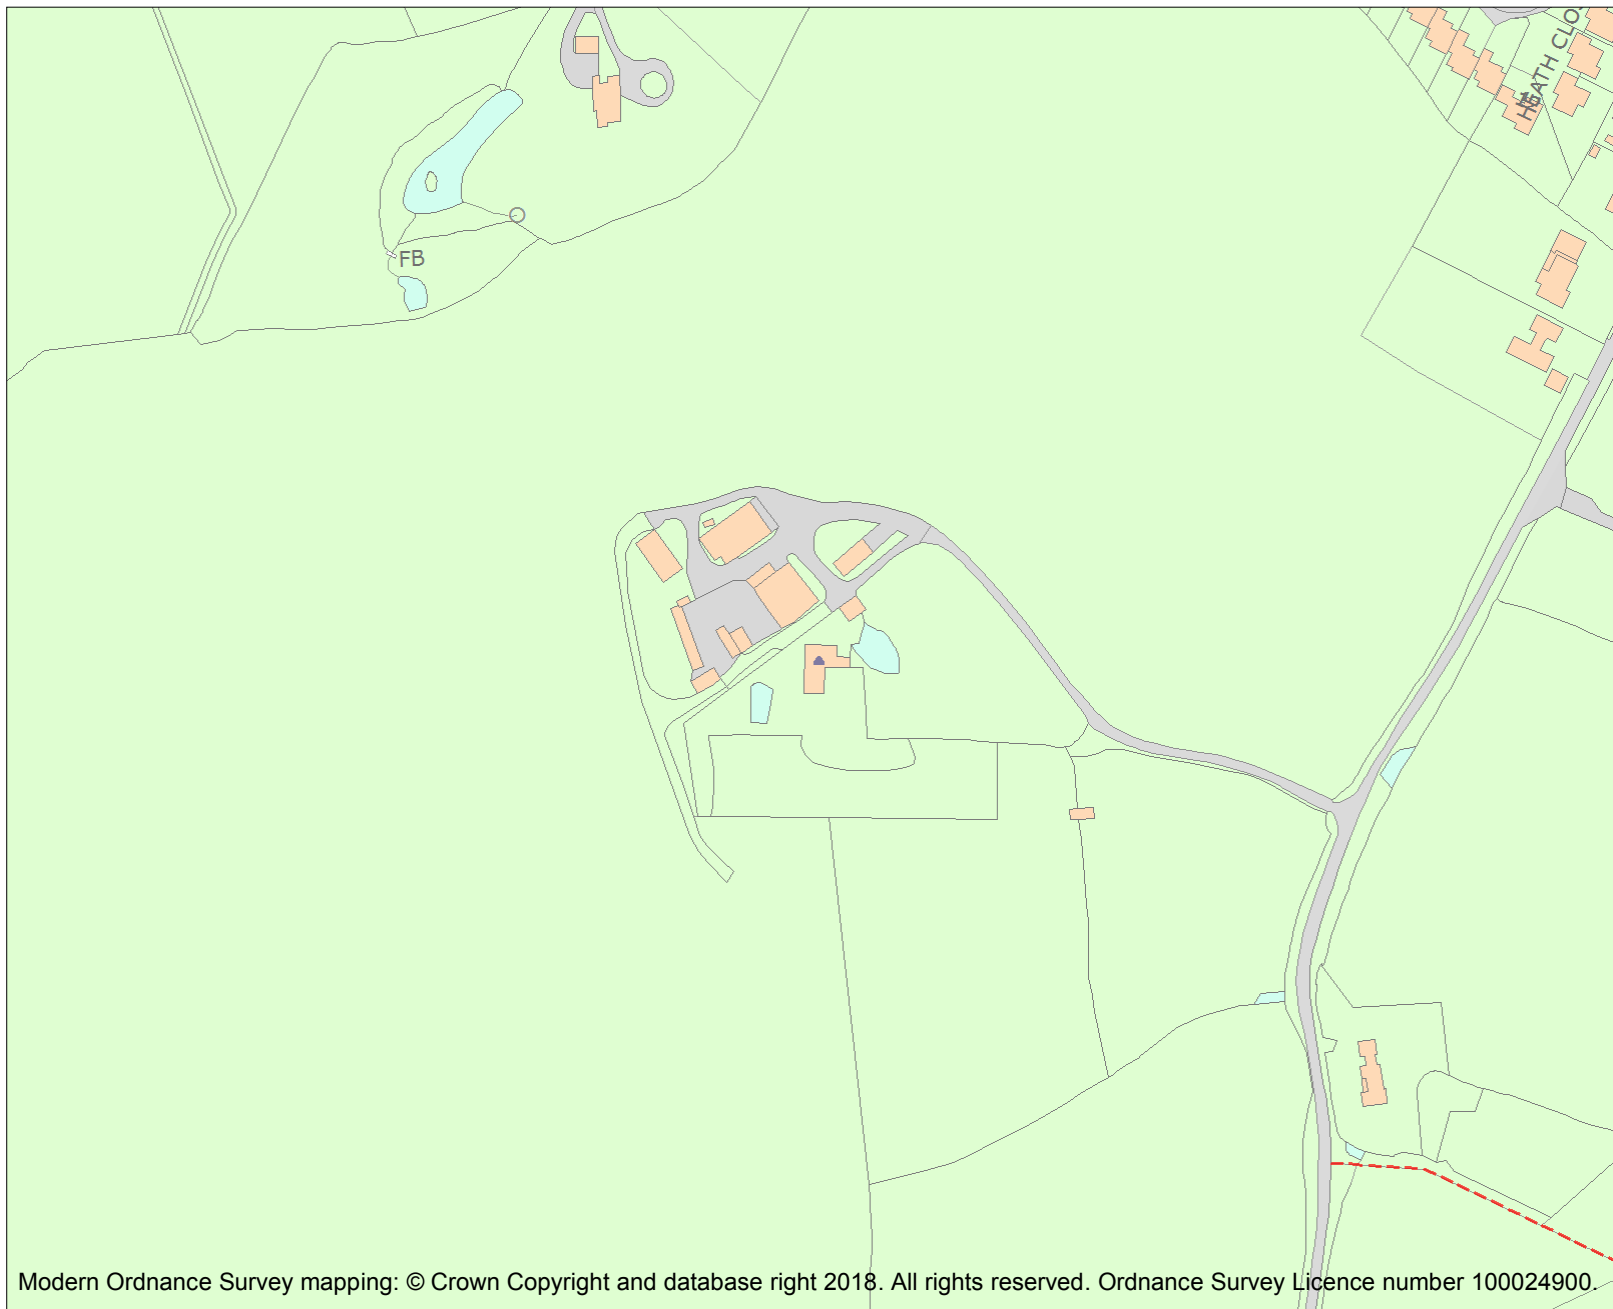 HEATH CLOS
FB
Modern Ordnance Survey mapping: © Crown Copyright and database right 2018. All rights reserved. Ordnance Survey Licence number 100024900.